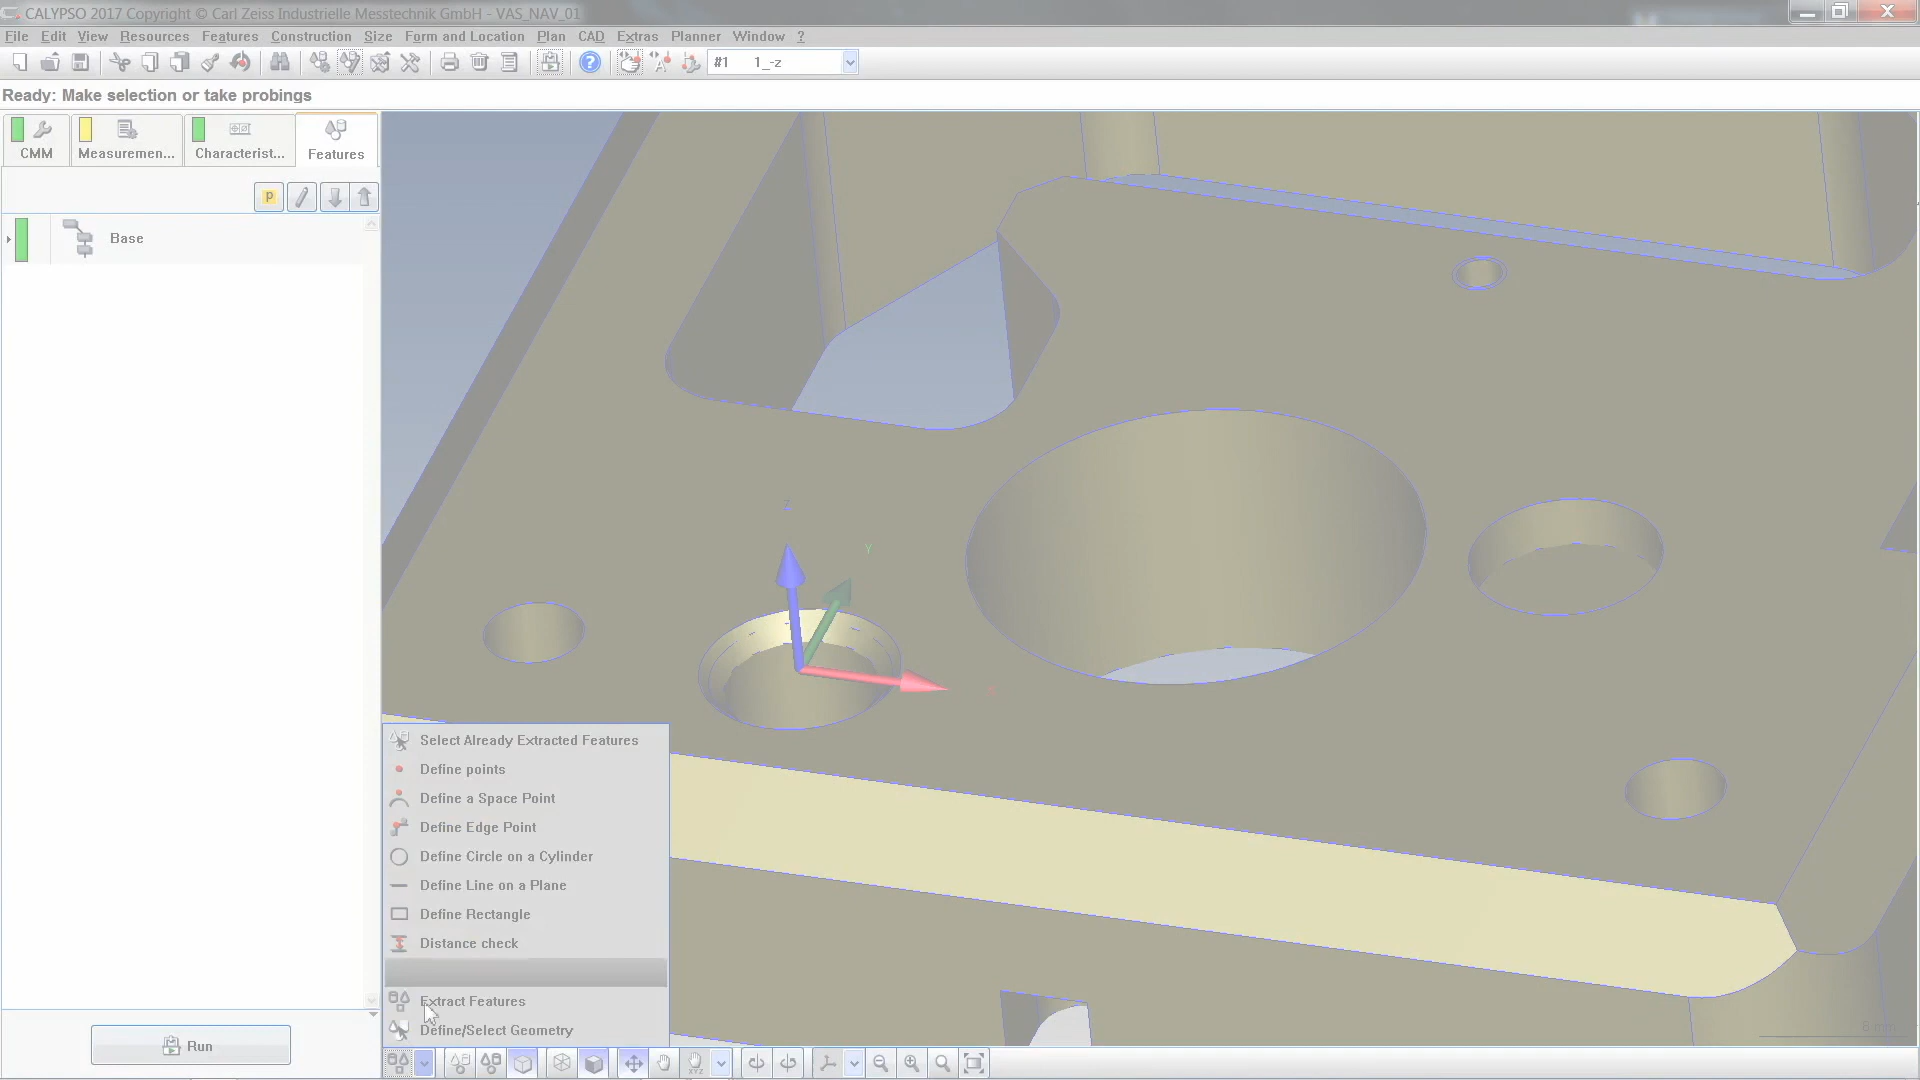 CALYPSO 2017 Copyright © Carl Zeiss Industrielle Messtechnik GmbH - VAS_NAV_01
File Edit View Resources Features Construction Size Form and Location Plan CAD Extras Planner Window ?
#1 1_-z
Ready: Make selection or take probings
CMM Measuremen... Characterist... Features
P
Base
Z
Y
Select Already Extracted Features
Define points
Define a Space Point
Define Edge Point
Define Circle on a Cylinder
Define Line on a Plane
Define Rectangle
Distance check
Extract Features
Define/Select Geometry
Run
XYZ